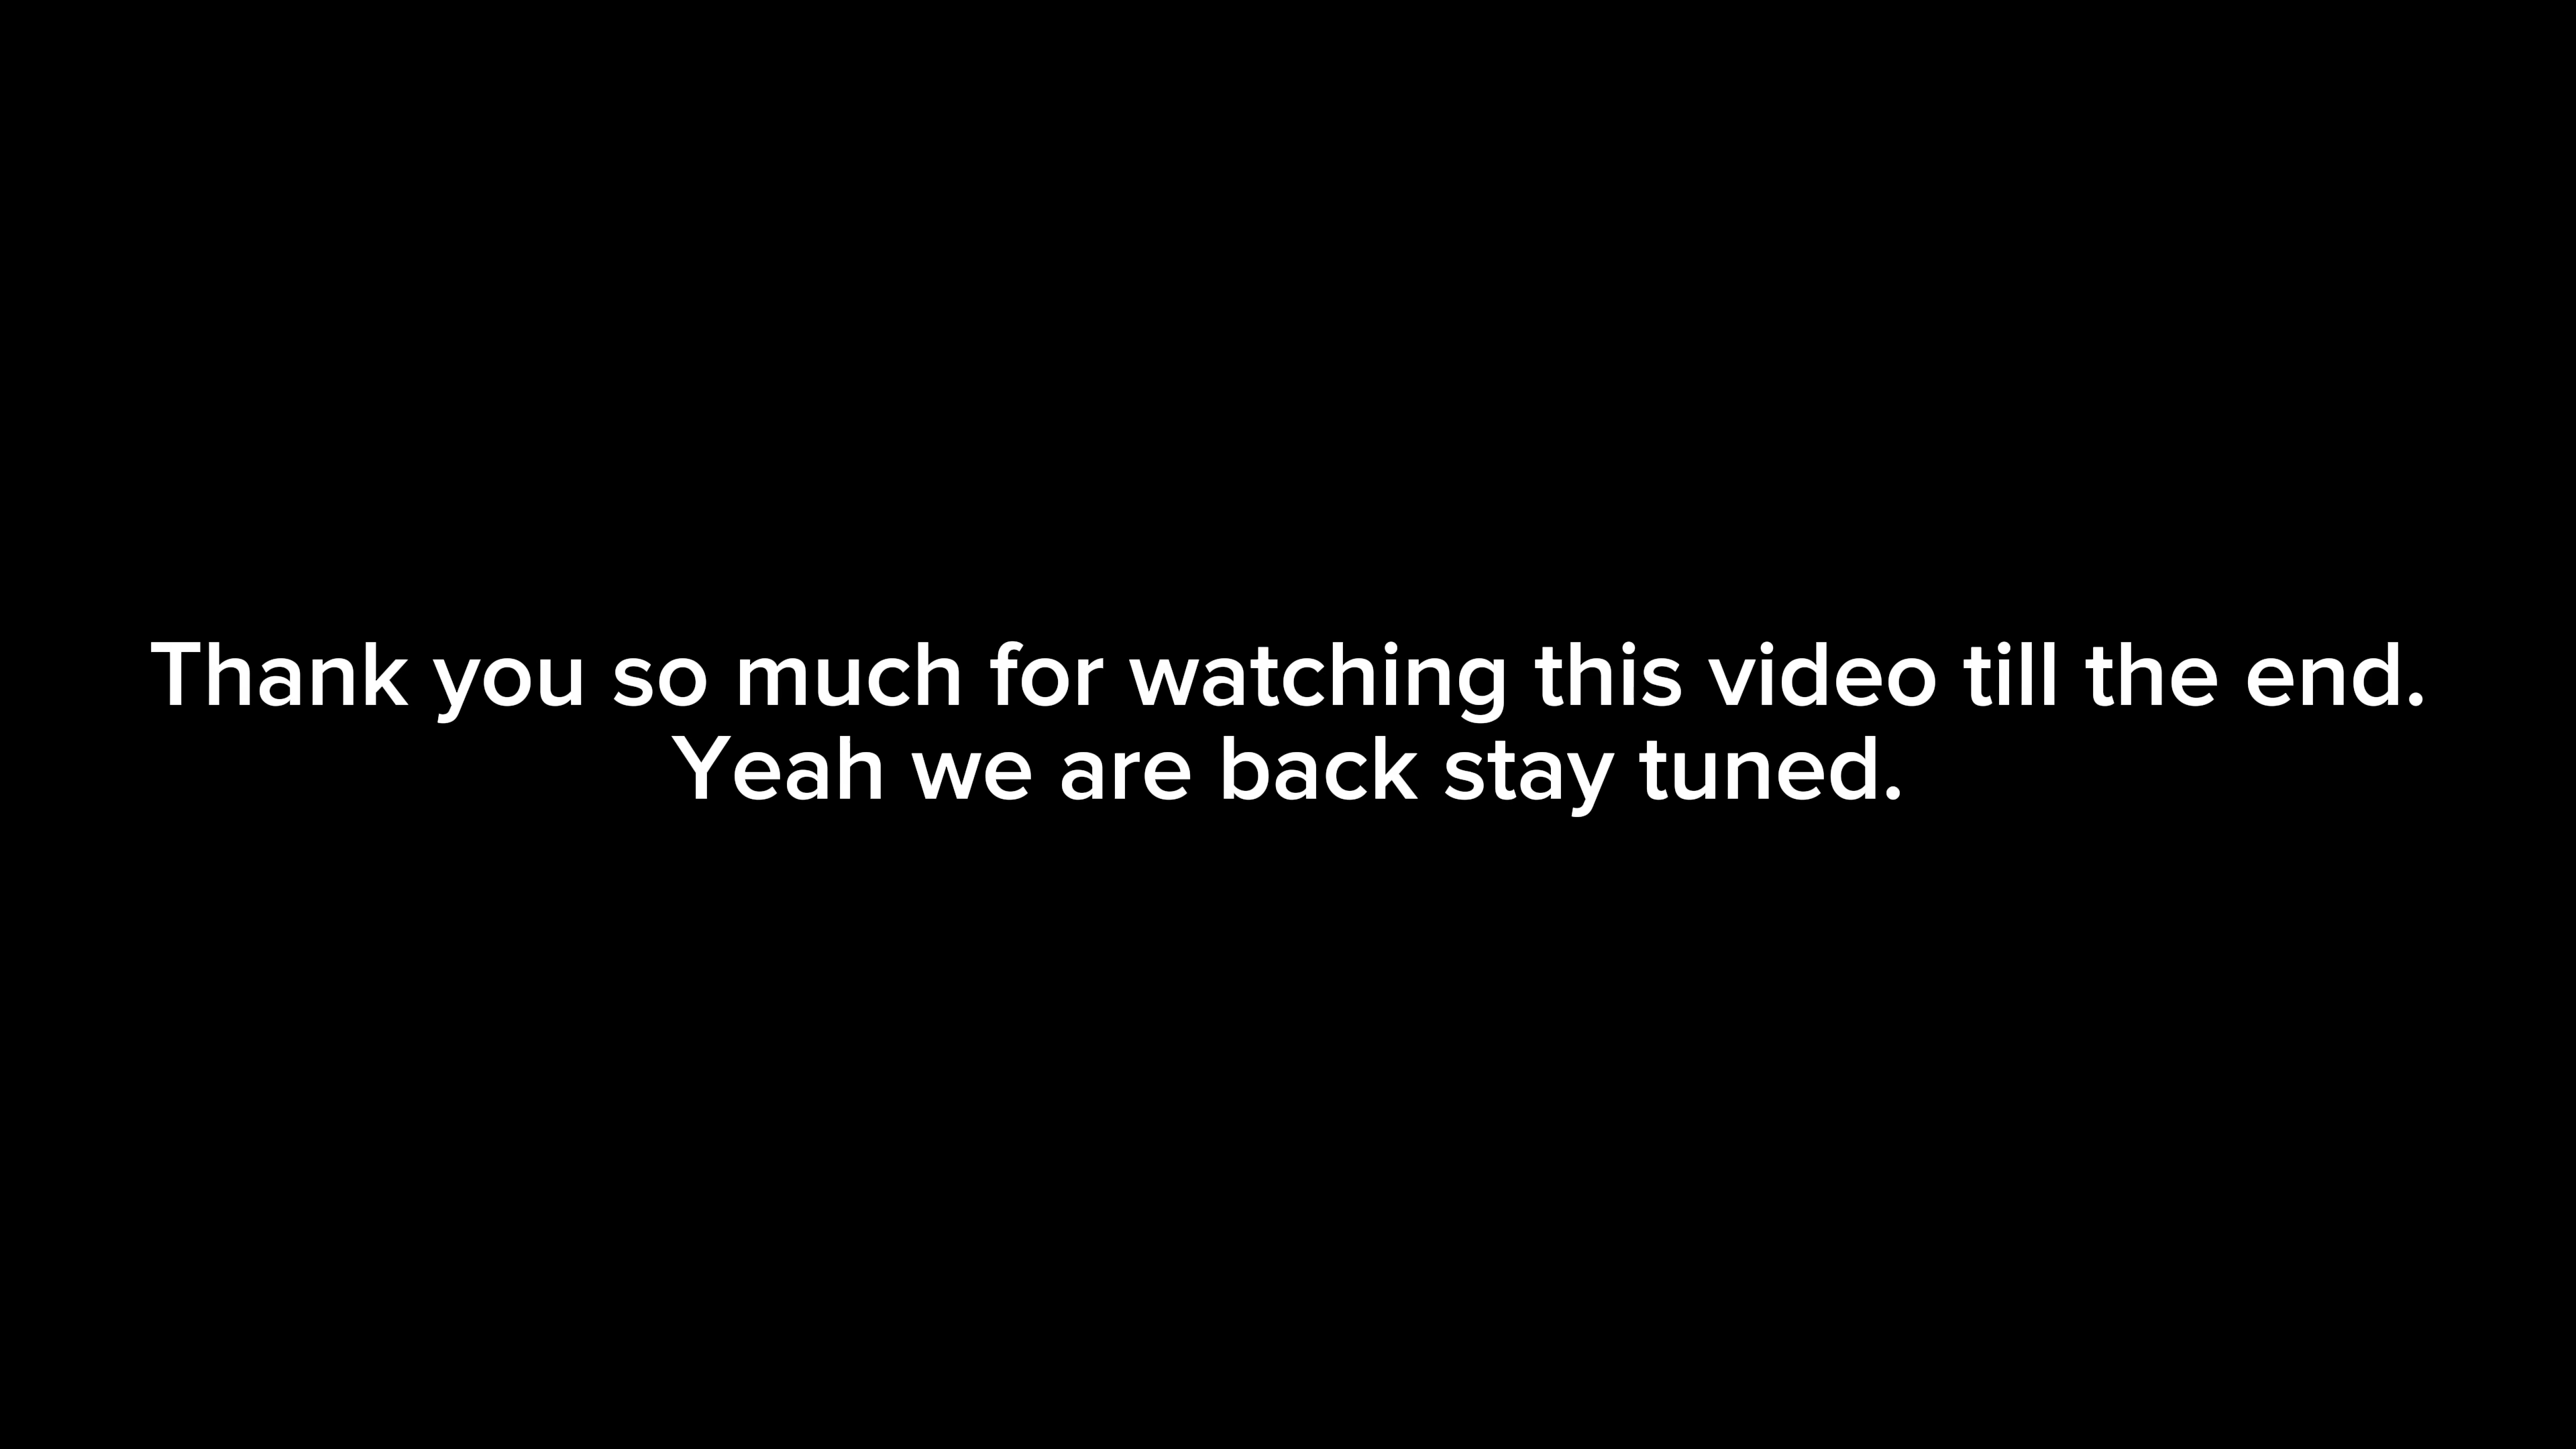 Thank you so much for watching this video till the end.
Yeah we are back stay tuned.